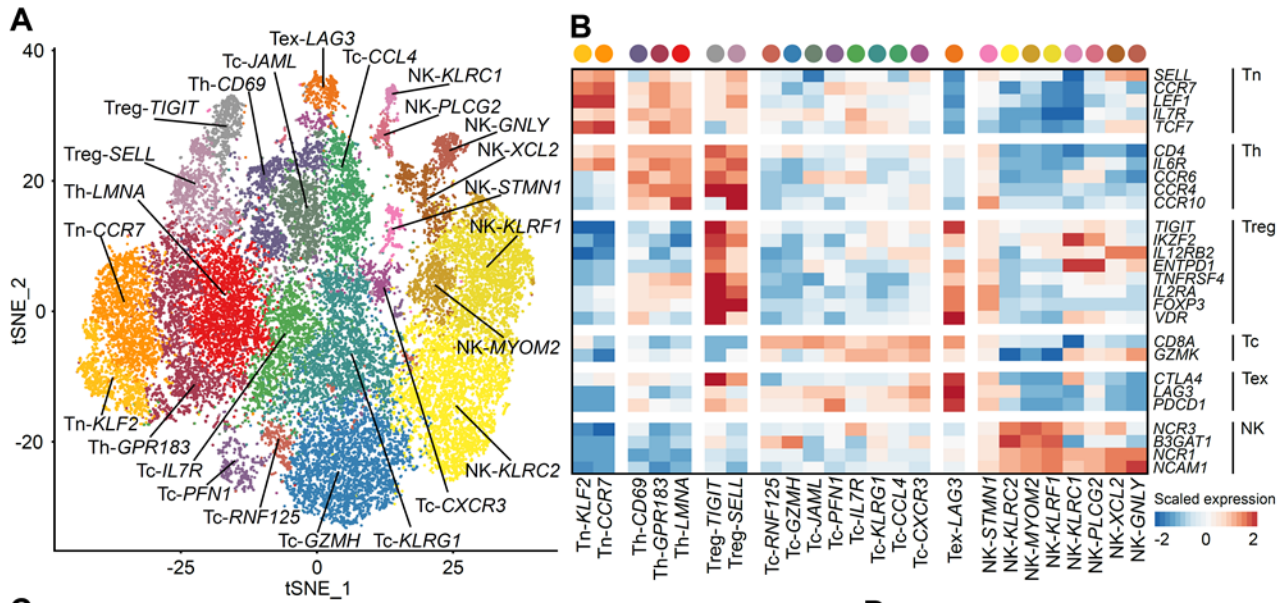 A
40
20
0
-20
-25
0
25
tSNE_2
tSNE_1
Tex-LAG3
Tc-JAML
Tc-CCL4
Th-CD69
NK-KLRC1
Treg-TIGIT
NK-PLCG2
NK-GNLY
Treg-SELL
NK-XCL2
Th-LMNA
NK-STMN1
Tn-CCR7
NK-KLRF1
NK-MYOM2
Tn-KLF2
Th-GPR183
Tc-IL7R
NK-KLRC2
Tc-PFN1
Tc-CXCR3
Tc-RNF125
Tc-GZMH
Tc-KLRG1
B
SELL
CCR7
LEF1
IL7R
TCF7
Tn
CD4
IL6R
CCR6
CCR4
CCR10
Th
TIGIT
IKZF2
IL12RB2
ENTPD1
TNFRSF4
IL2RA
FOXP3
VDR
Treg
CD8A
GZMK
Tc
CTLA4
LAG3
PDCD1
Tex
NCR3
B3GAT1
NCR1
NCAM1
NK
Tn-KLF2
Tn-CCR7
Th-CD69
Th-GPR183
Th-LMNA
Treg-TIGIT
Treg-SELL
Tc-RNF125
Tc-GZMH
Tc-JAML
Tc-PFN1
Tc-IL7R
Tc-KLRG1
Tc-CCL4
Tc-CXCR3
Tex-LAG3
NK-STMN1
NK-KLRC2
NK-MYOM2
NK-KLRF1
NK-KLRC1
NK-PLCG2
NK-XCL2
NK-GNLY
Scaled expression
-2 0 2